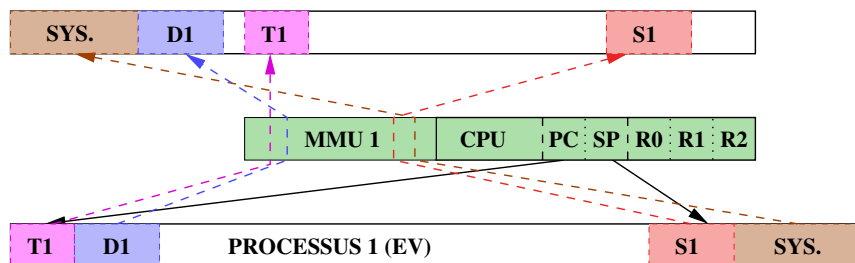 SYS. D1 T1 S1
MMU 1 CPU PC SP R0 R1 R2
T1 D1 PROCESSUS 1 (EV) S1 SYS.